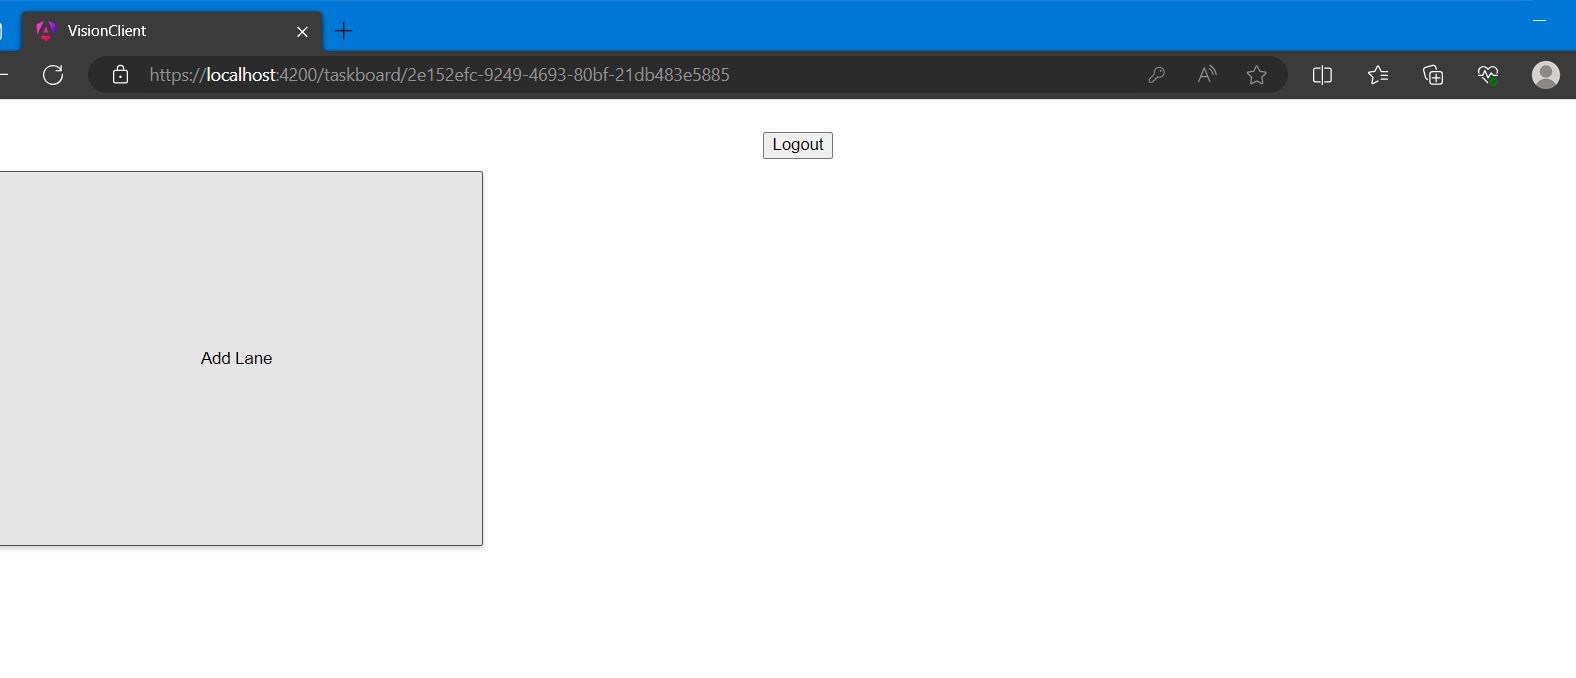 VisionClient
https://localhost:4200/taskboard/2e152efc-9249-4693-80bf-21db483e5885
Logout
Add Lane